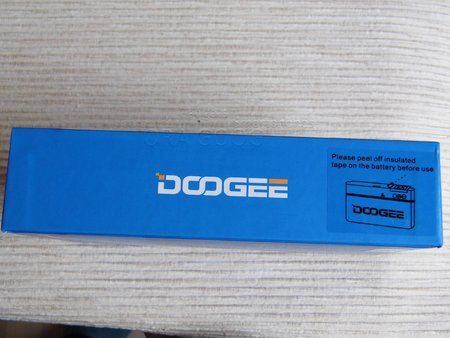 DOOGEE
Please peel off insulated
tape on the battery before use
DOOGEE